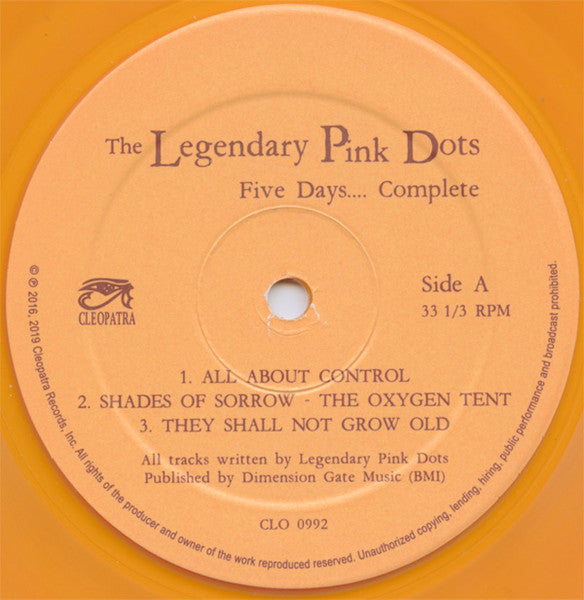 The Legendary Pink Dots
Five Days.... Complete
CLEOPATRA
Side A
33 1/3 RPM
1. ALL ABOUT CONTROL
2. SHADES OF SORROW - THE OXYGEN TENT
3. THEY SHALL NOT GROW OLD
All tracks written by Legendary Pink Dots
Published by Dimension Gate Music (BMI)
CLO 0992
© ℗ 2016, 2019 Cleopatra Records, Inc. All rights of the producer and owner of the work reproduced reserved. Unauthorized copying, lending, hiring, public performance and broadcast prohibited.